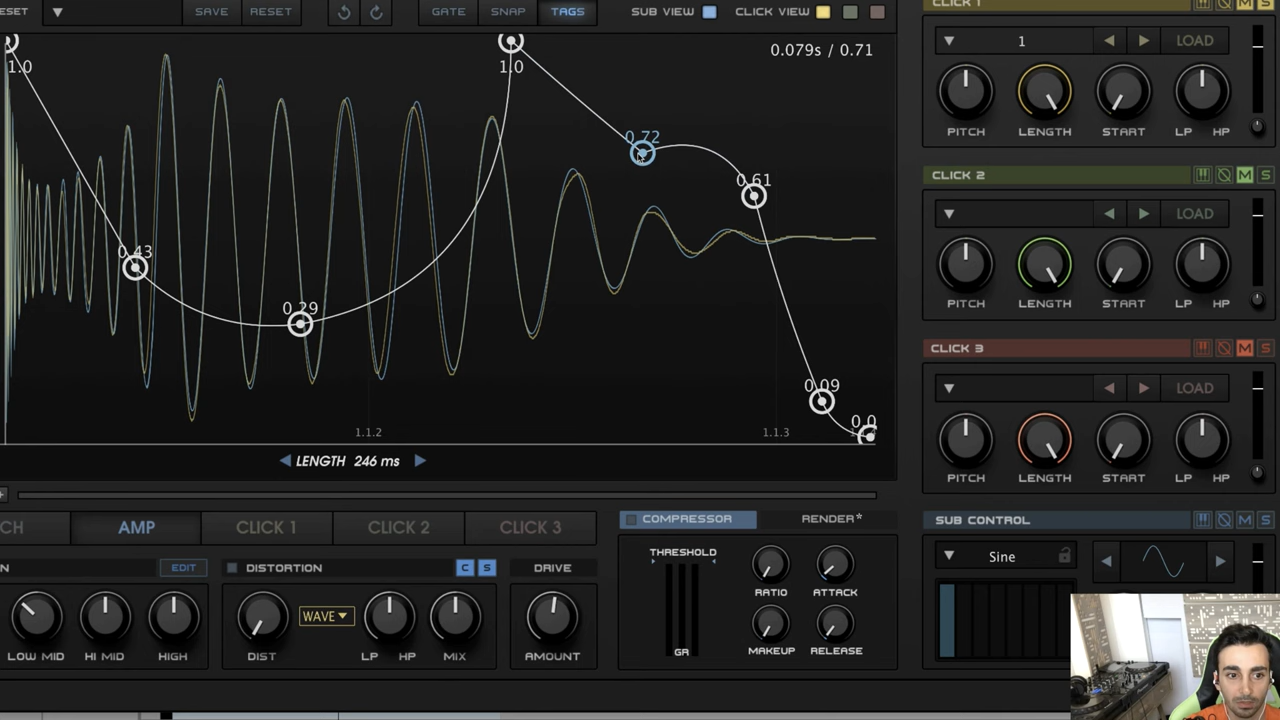 SAVE RESET GATE SNAP TAGS SUB VIEW CLICK VIEW
0.079s / 0.71
1.0
1.0
0.72
0.61
0.43
0.29
0.09
0.0
1.1.2
1.1.3
LENGTH 246 ms
AMP CLICK 1 CLICK 2 CLICK 3
EDIT
DISTORTION C S
DRIVE
WAVE
LOW MID HI MID HIGH
DIST LP HP MIX
AMOUNT
COMPRESSOR RENDER*
THRESHOLD
GR
RATIO ATTACK
MAKEUP RELEASE
CLICK 1 M S
1 LOAD
PITCH LENGTH START LP HP
CLICK 2 M S
LOAD
PITCH LENGTH START LP HP
CLICK 3 M S
LOAD
PITCH LENGTH START LP HP
SUB CONTROL M S
Sine